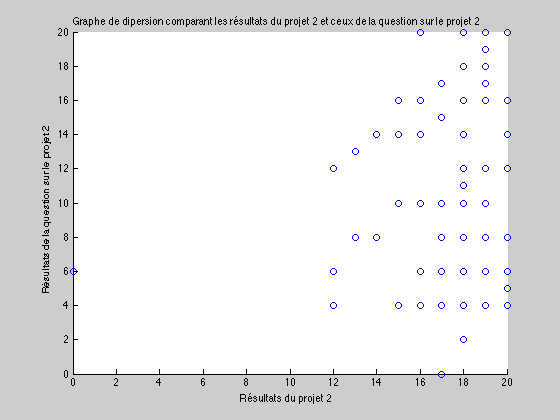 Graphe de dipersion comparant les résultats du projet 2 et ceux de la question sur le projet 2
20
18
16
14
12
10
8
6
4
2
0
Résultats de la question sur le projet 2
0 2 4 6 8 10 12 14 16 18 20
Résultats du projet 2